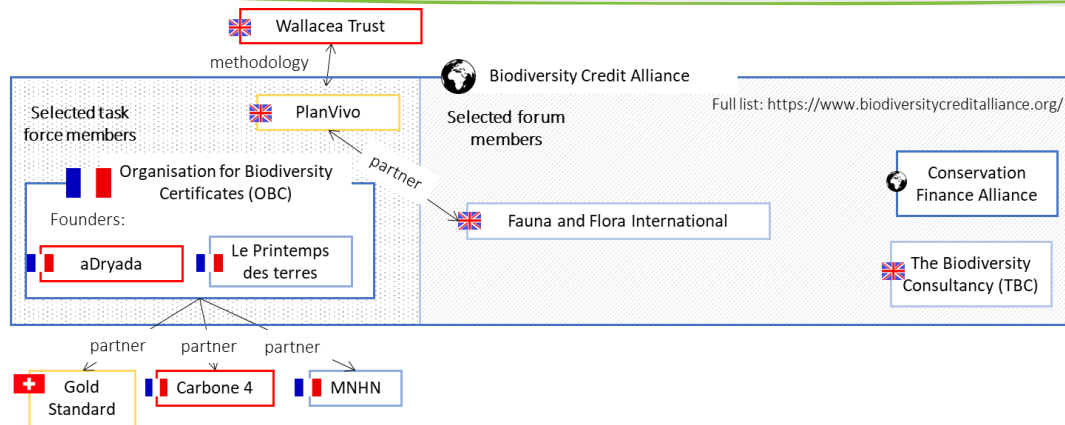 Wallacea Trust
methodology
Biodiversity Credit Alliance
Full list: https://www.biodiversitycreditalliance.org/
Selected task
force members
PlanVivo
Selected forum
members
partner
Organisation for Biodiversity
Certificates (OBC)
Founders:
aDryada
Le Printemps
des terres
Fauna and Flora International
Conservation
Finance Alliance
The Biodiversity
Consultancy (TBC)
partner
partner
partner
Gold
Standard
Carbone 4
MNHN